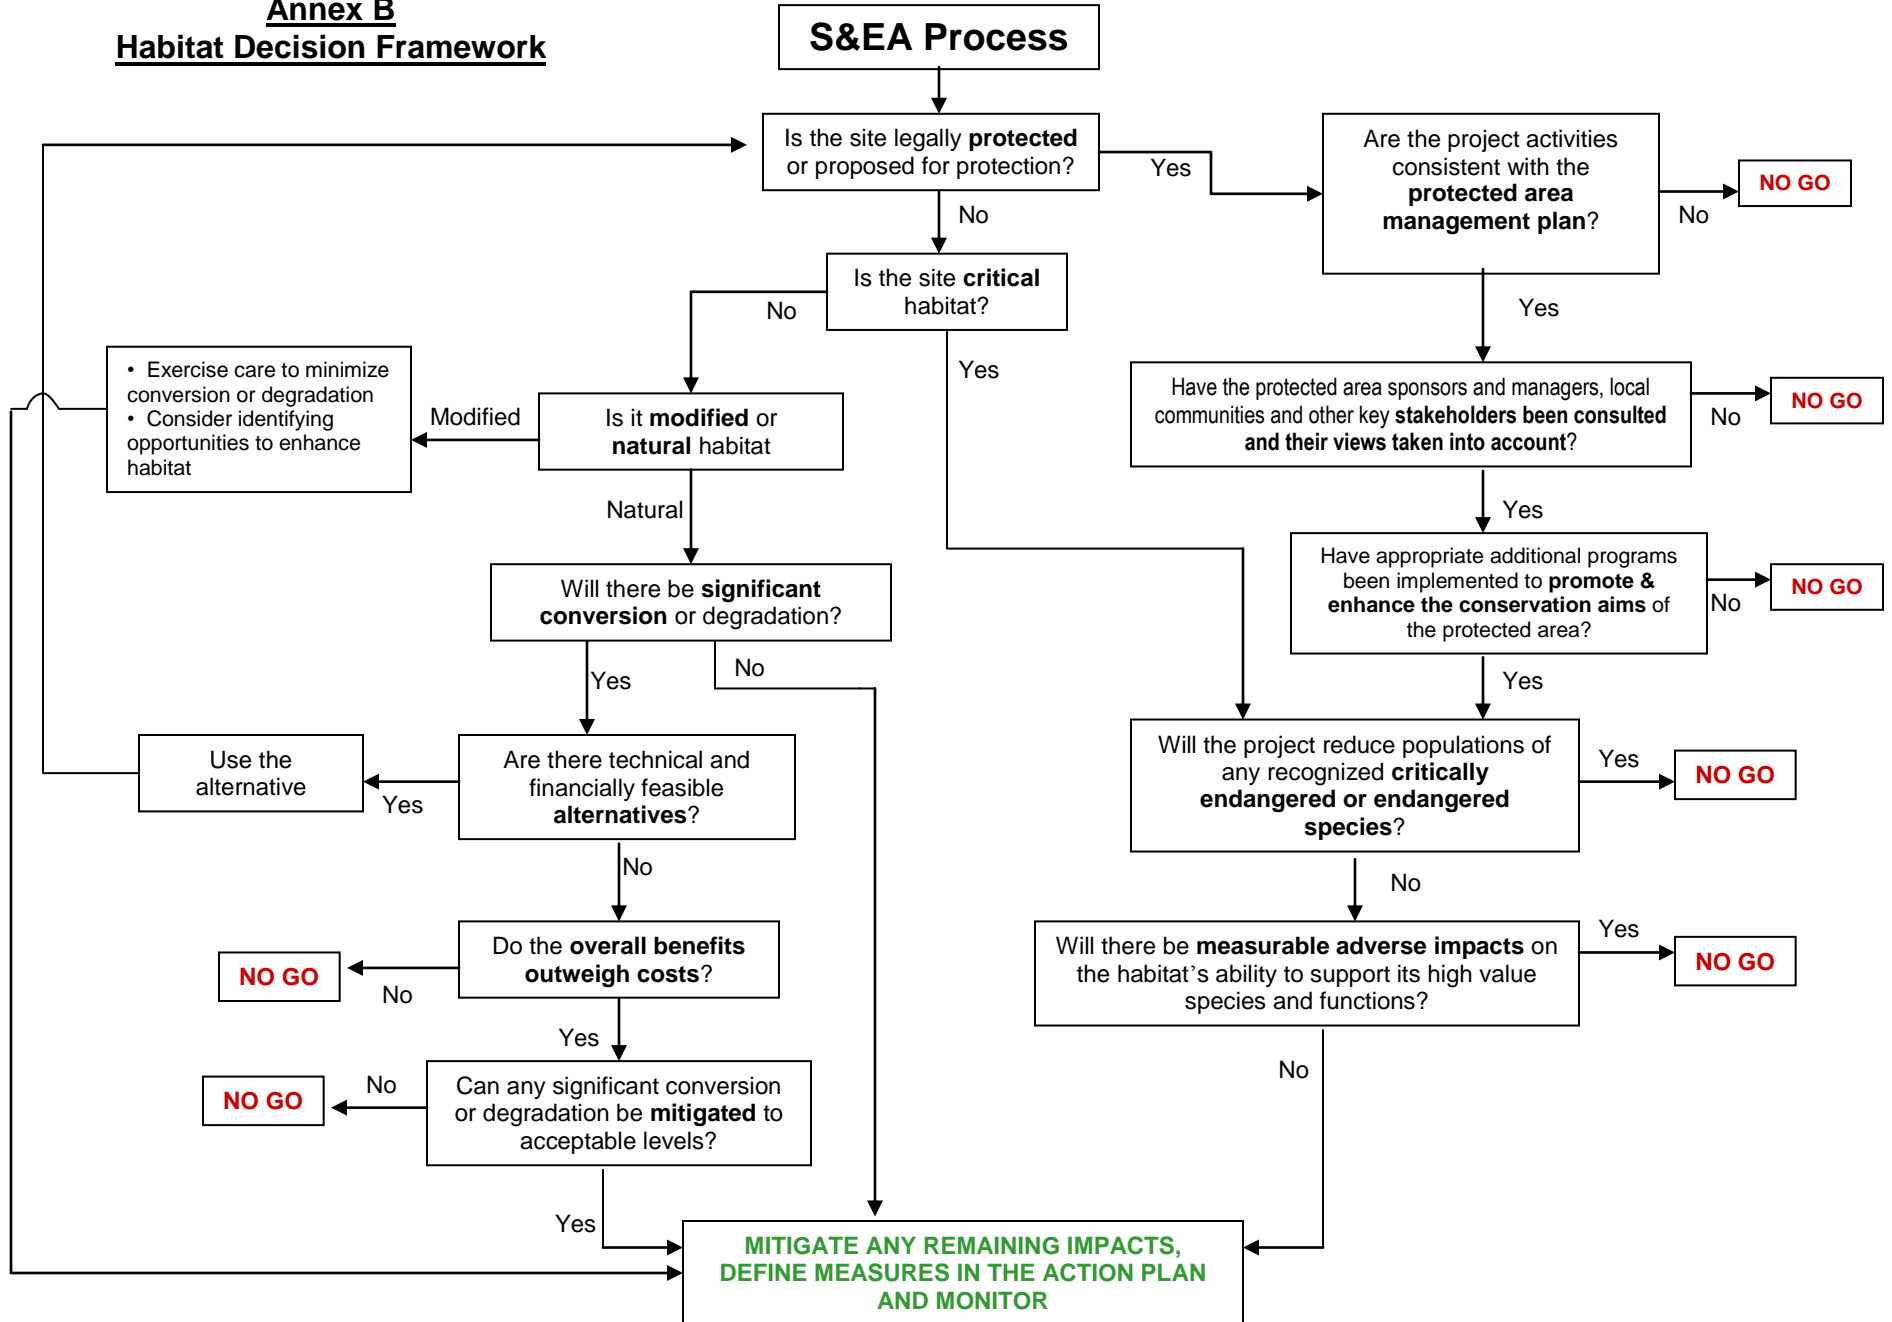 Annex B
Habitat Decision Framework
S&EA Process
Is the site legally protected
or proposed for protection?
Yes
No
Are the project activities
consistent with the
protected area
management plan?
No
NO GO
Yes
Is the site critical
habitat?
No
Yes
• Exercise care to minimize
conversion or degradation
• Consider identifying
opportunities to enhance
habitat
Modified
Is it modified or
natural habitat
Natural
Have the protected area sponsors and managers, local
communities and other key stakeholders been consulted
and their views taken into account?
No
NO GO
Yes
Have appropriate additional programs
been implemented to promote &
enhance the conservation aims of
the protected area?
No
NO GO
Yes
Will there be significant
conversion or degradation?
Yes
No
Use the
alternative
Yes
Are there technical and
financially feasible
alternatives?
No
Will the project reduce populations of
any recognized critically
endangered or endangered
species?
Yes
NO GO
No
Do the overall benefits
outweigh costs?
No
NO GO
Yes
Will there be measurable adverse impacts on
the habitat's ability to support its high value
species and functions?
Yes
NO GO
No
Can any significant conversion
or degradation be mitigated to
acceptable levels?
No
NO GO
Yes
MITIGATE ANY REMAINING IMPACTS,
DEFINE MEASURES IN THE ACTION PLAN
AND MONITOR